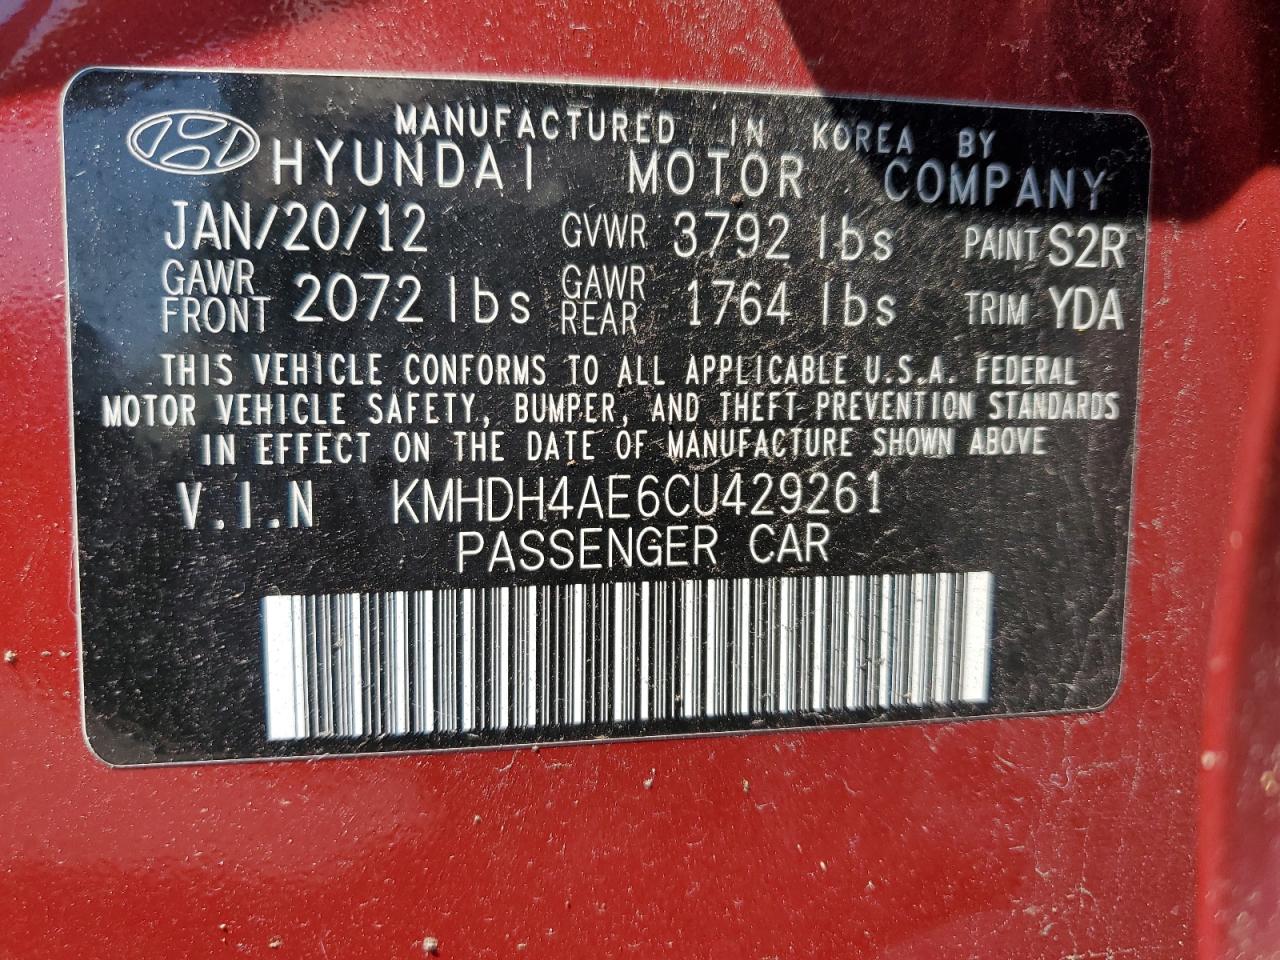 MANUFACTURED IN KOREA BY
HYUNDAI MOTOR COMPANY
JAN/20/12 GVWR 3792 lbs PAINT S2R
GAWR FRONT 2072 lbs GAWR REAR 1764 lbs TRIM YDA
THIS VEHICLE CONFORMS TO ALL APPLICABLE U.S.A. FEDERAL
MOTOR VEHICLE SAFETY, BUMPER, AND THEFT PREVENTION STANDARDS
IN EFFECT ON THE DATE OF MANUFACTURE SHOWN ABOVE
V.I.N KMHDH4AE6CU429261
PASSENGER CAR